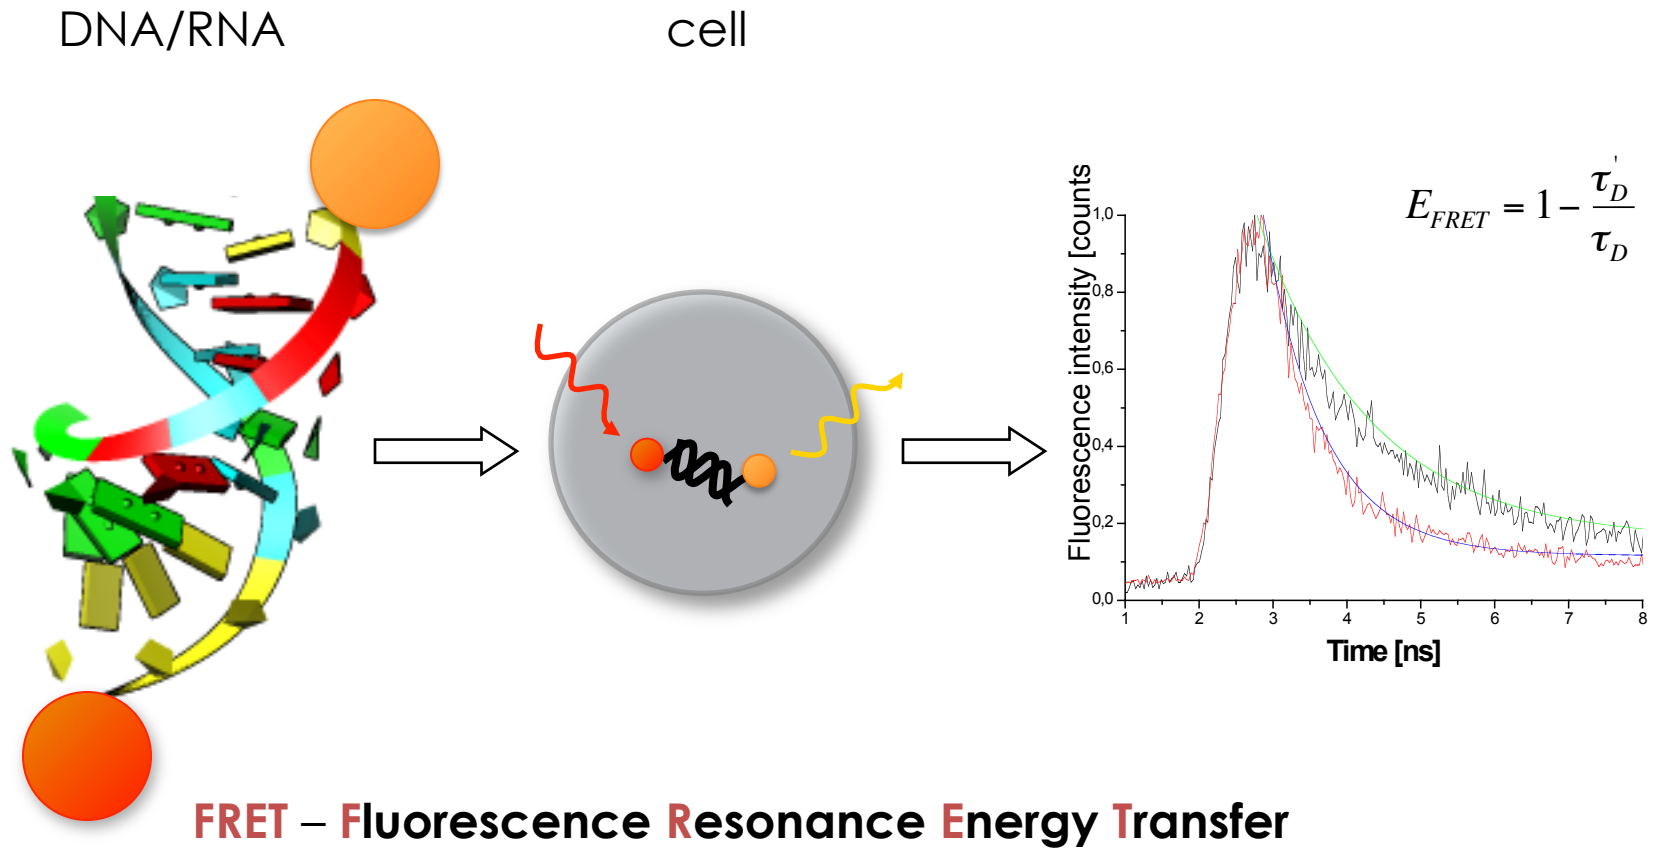 DNA/RNA
cell
E_FRET = 1 - τ'_D / τ_D
Fluorescence intensity [counts
1,0
0,8
0,6
0,4
0,2
0,0
1 2 3 4 5 6 7 8
Time [ns]
FRET – Fluorescence Resonance Energy Transfer